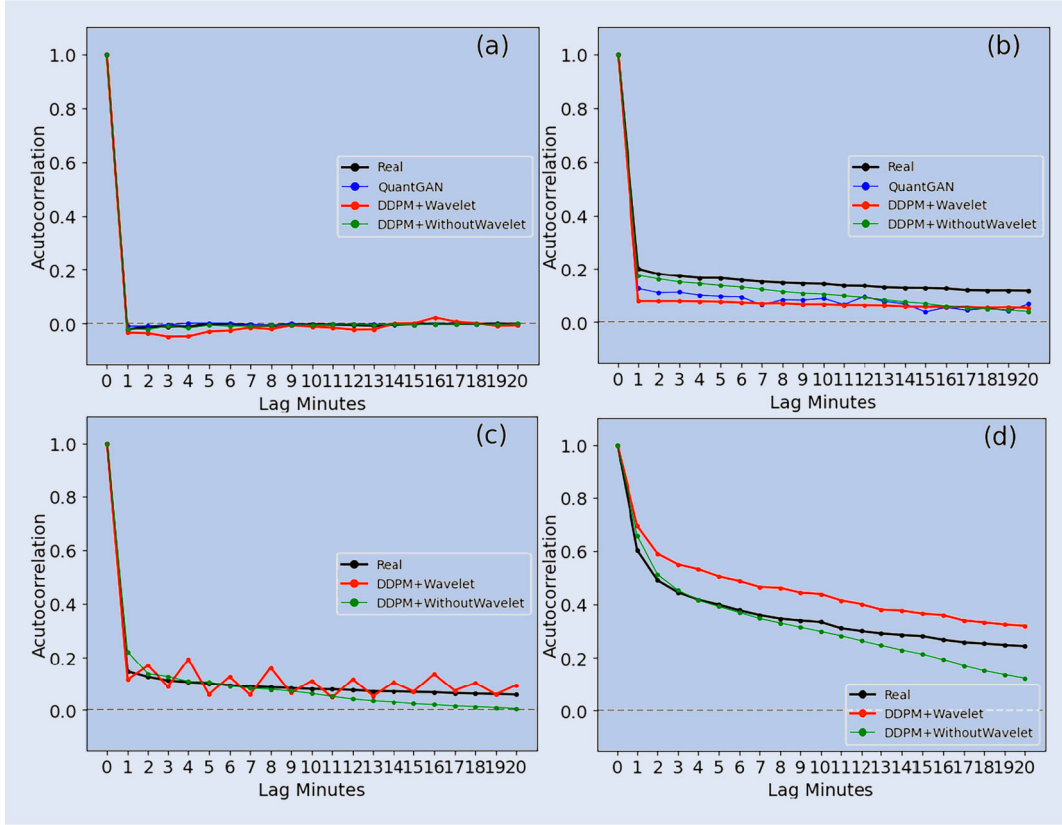 (a)
1.0
0.8
0.6
0.4
0.2
0.0
Acutocorrelation
Real
QuantGAN
DDPM+Wavelet
DDPM+WithoutWavelet
0 1 2 3 4 5 6 7 8 9 1011121314151617181920
Lag Minutes
(b)
1.0
0.8
0.6
0.4
0.2
0.0
Acutocorrelation
Real
QuantGAN
DDPM+Wavelet
DDPM+WithoutWavelet
0 1 2 3 4 5 6 7 8 9 1011121314151617181920
Lag Minutes
(c)
1.0
0.8
0.6
0.4
0.2
0.0
Acutocorrelation
Real
DDPM+Wavelet
DDPM+WithoutWavelet
0 1 2 3 4 5 6 7 8 9 1011121314151617181920
Lag Minutes
(d)
1.0
0.8
0.6
0.4
0.2
0.0
Acutocorrelation
Real
DDPM+Wavelet
DDPM+WithoutWavelet
0 1 2 3 4 5 6 7 8 9 1011121314151617181920
Lag Minutes